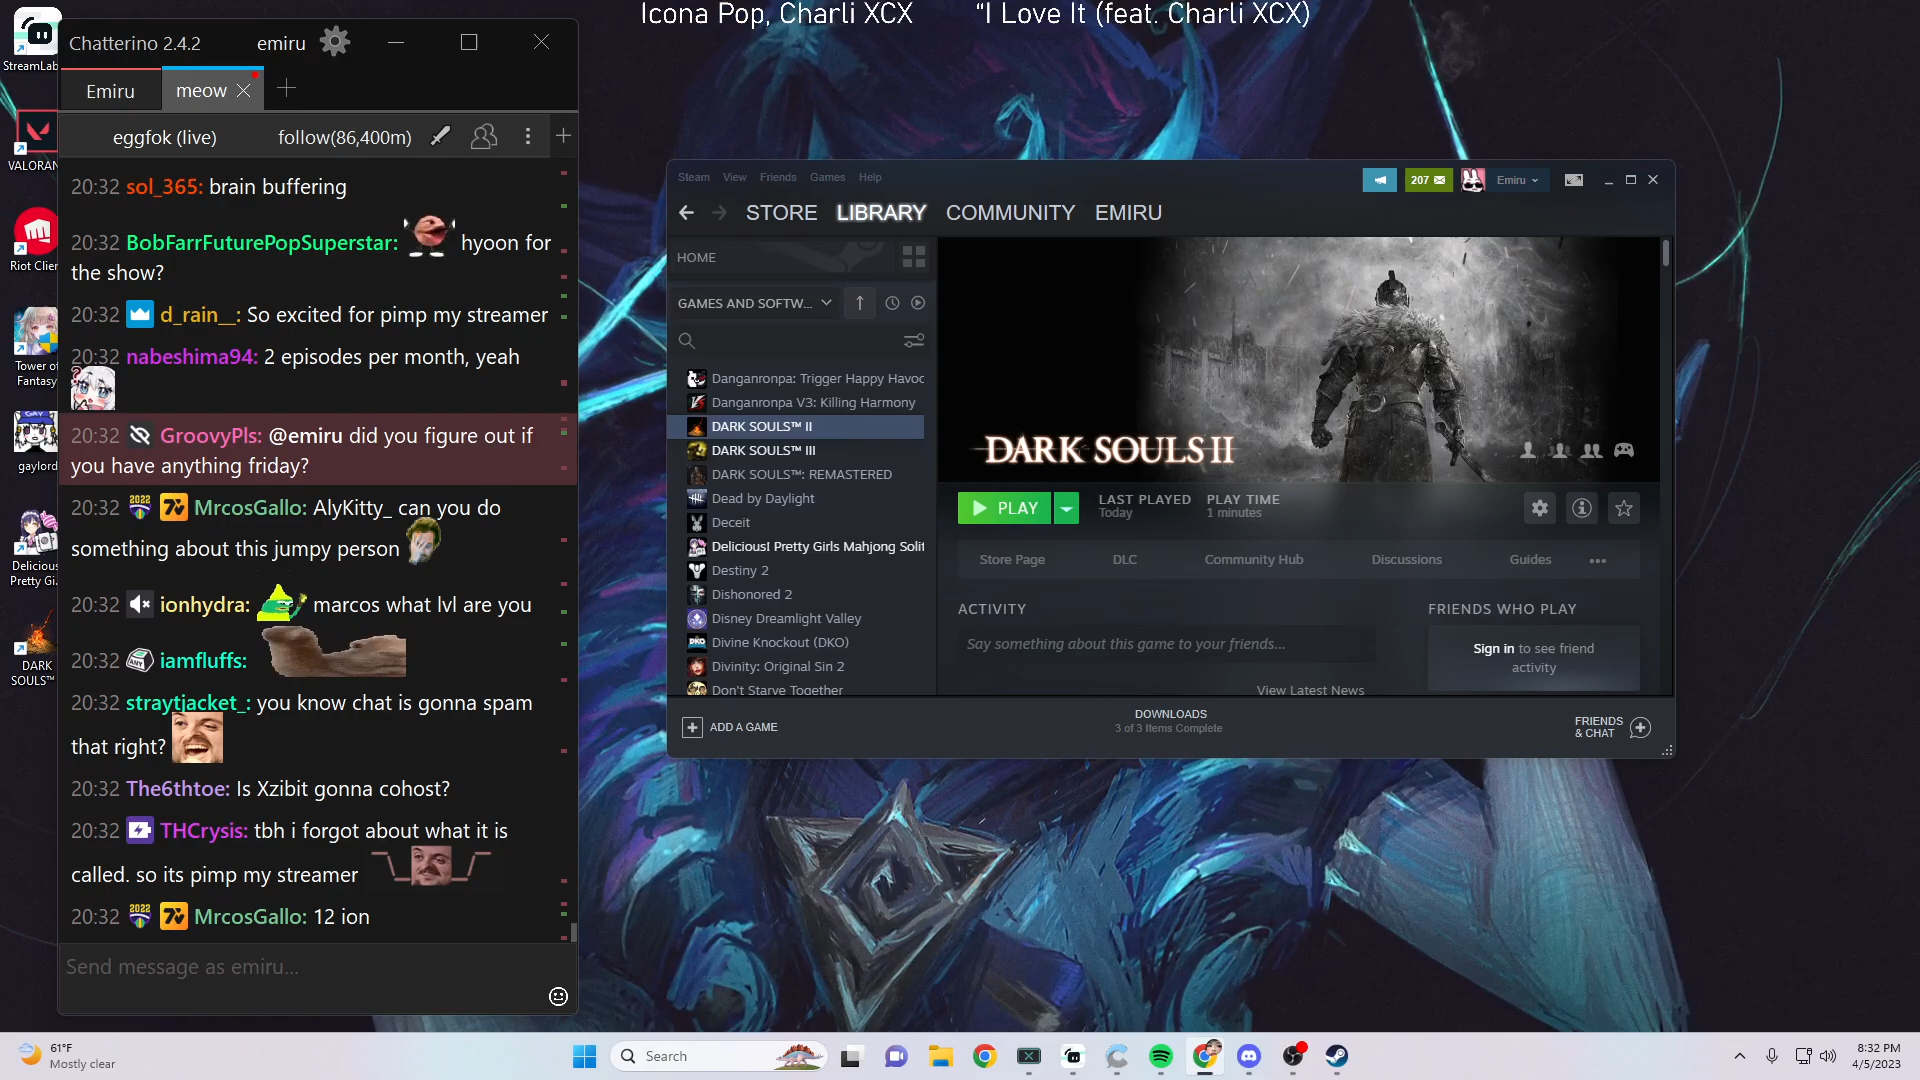 Icona Pop, Charli XCX “I Love It (feat. Charli XCX)
StreamLab
VALORAN
Riot Clien
Tower of
Fantasy
gaylord
Delicious
Pretty Gi...
DARK
SOULS™
Chatterino 2.4.2 emiru
Emiru meow
eggfok (live) follow(86,400m)
20:32 sol_365: brain buffering
20:32 BobFarrFuturePopSuperstar: hyoon for
the show?
20:32 d_rain__: So excited for pimp my streamer
20:32 nabeshima94: 2 episodes per month, yeah
20:32 GroovyPls: @emiru did you figure out if
you have anything friday?
20:32 MrcosGallo: AlyKitty_ can you do
something about this jumpy person
20:32 ionhydra: marcos what lvl are you
20:32 iamfluffs:
20:32 straytjacket_: you know chat is gonna spam
that right?
20:32 The6thtoe: Is Xzibit gonna cohost?
20:32 THCrysis: tbh i forgot about what it is
called. so its pimp my streamer
20:32 MrcosGallo: 12 ion
Send message as emiru...
Steam View Friends Games Help
207 Emiru
STORE LIBRARY COMMUNITY EMIRU
HOME
GAMES AND SOFTW...
Danganronpa: Trigger Happy Havoc
Danganronpa V3: Killing Harmony
DARK SOULS™ II
DARK SOULS™ III
DARK SOULS™: REMASTERED
Dead by Daylight
Deceit
Delicious! Pretty Girls Mahjong Solit
Destiny 2
Dishonored 2
Disney Dreamlight Valley
Divine Knockout (DKO)
Divinity: Original Sin 2
Don't Starve Together
DARK SOULS II
PLAY
LAST PLAYED
Today
PLAY TIME
1 minutes
Store Page DLC Community Hub Discussions Guides
ACTIVITY
Say something about this game to your friends...
View Latest News
FRIENDS WHO PLAY
Sign in to see friend
activity
ADD A GAME
DOWNLOADS
3 of 3 Items Complete
FRIENDS
& CHAT
61°F
Mostly clear
Search
8:32 PM
4/5/2023